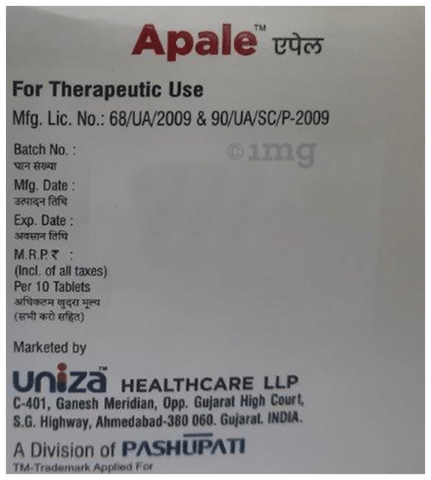 Apale™ एपेल
For Therapeutic Use
Mfg. Lic. No.: 68/UA/2009 & 90/UA/SC/P-2009
©1mg
Batch No. :
घान संख्या
Mfg. Date :
उत्पादन तिथि
Exp. Date :
अवसान तिथि
M.R.P. ₹ :
(Incl. of all taxes)
Per 10 Tablets
अधिकतम खुदरा मूल्य
(सभी करो सहित)
Marketed by
UNIZA™ HEALTHCARE LLP
C-401, Ganesh Meridian, Opp. Gujarat High Court,
S.G. Highway, Ahmedabad-380 060. Gujarat. INDIA.
A Division of PASHUPATI
TM-Trademark Applied For